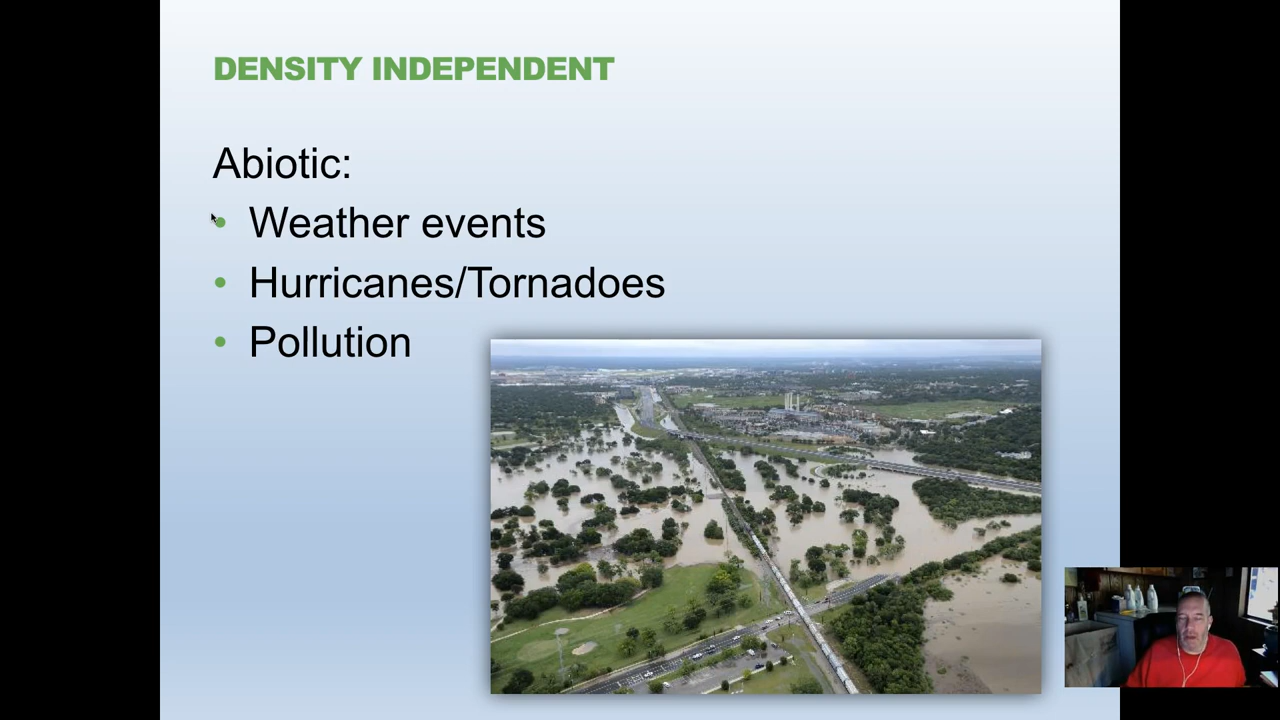 DENSITY INDEPENDENT
Abiotic:
• Weather events
• Hurricanes/Tornadoes
• Pollution